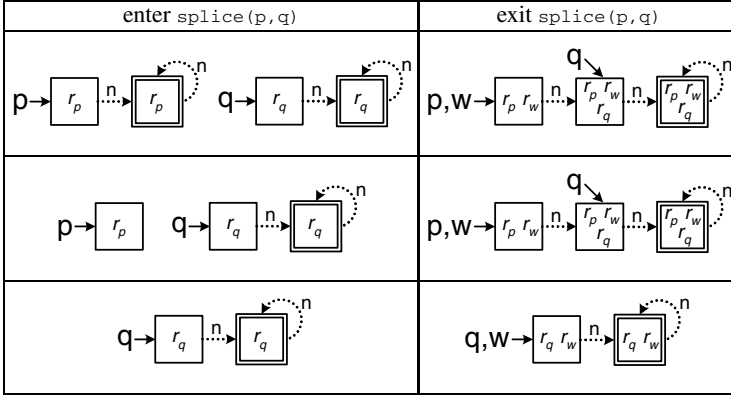 enter splice(p,q) exit splice(p,q)
n n n
p r_p n r_p q r_q n r_q q
p,w r_p r_w n r_p r_w r_q n r_p r_w r_q
n n
p r_p q r_q n r_q q
p,w r_p r_w n r_p r_w r_q n r_p r_w r_q
n n
q r_q n r_q q,w r_q r_w n r_q r_w